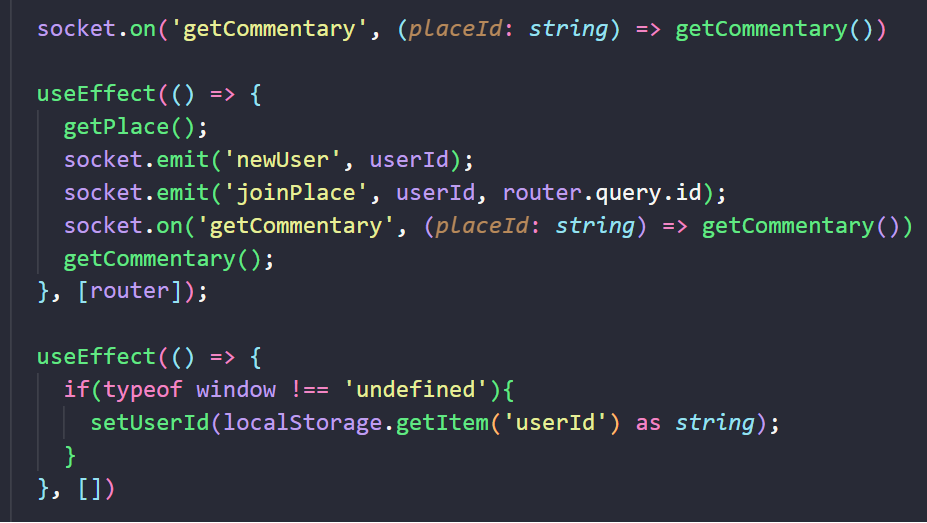 socket.on('getCommentary', (placeId: string) => getCommentary())
useEffect(() => {
getPlace();
socket.emit('newUser', userId);
socket.emit('joinPlace', userId, router.query.id);
socket.on('getCommentary', (placeId: string) => getCommentary())
getCommentary();
}, [router]);
useEffect(() => {
if(typeof window !== 'undefined'){
setUserId(localStorage.getItem('userId') as string);
}
}, [])